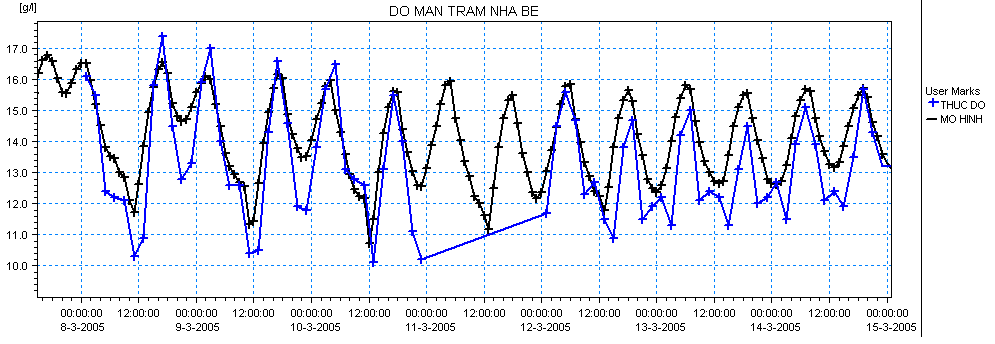 [g/l]
DO MAN TRAM NHA BE
17.0
16.0
15.0
14.0
13.0
12.0
11.0
10.0
User Marks
THUC DO
MO HINH
00:00:00 12:00:00 00:00:00 12:00:00 00:00:00 12:00:00 00:00:00 12:00:00 00:00:00 12:00:00 00:00:00 12:00:00 00:00:00 12:00:00 00:00:00
8-3-2005 9-3-2005 10-3-2005 11-3-2005 12-3-2005 13-3-2005 14-3-2005 15-3-2005